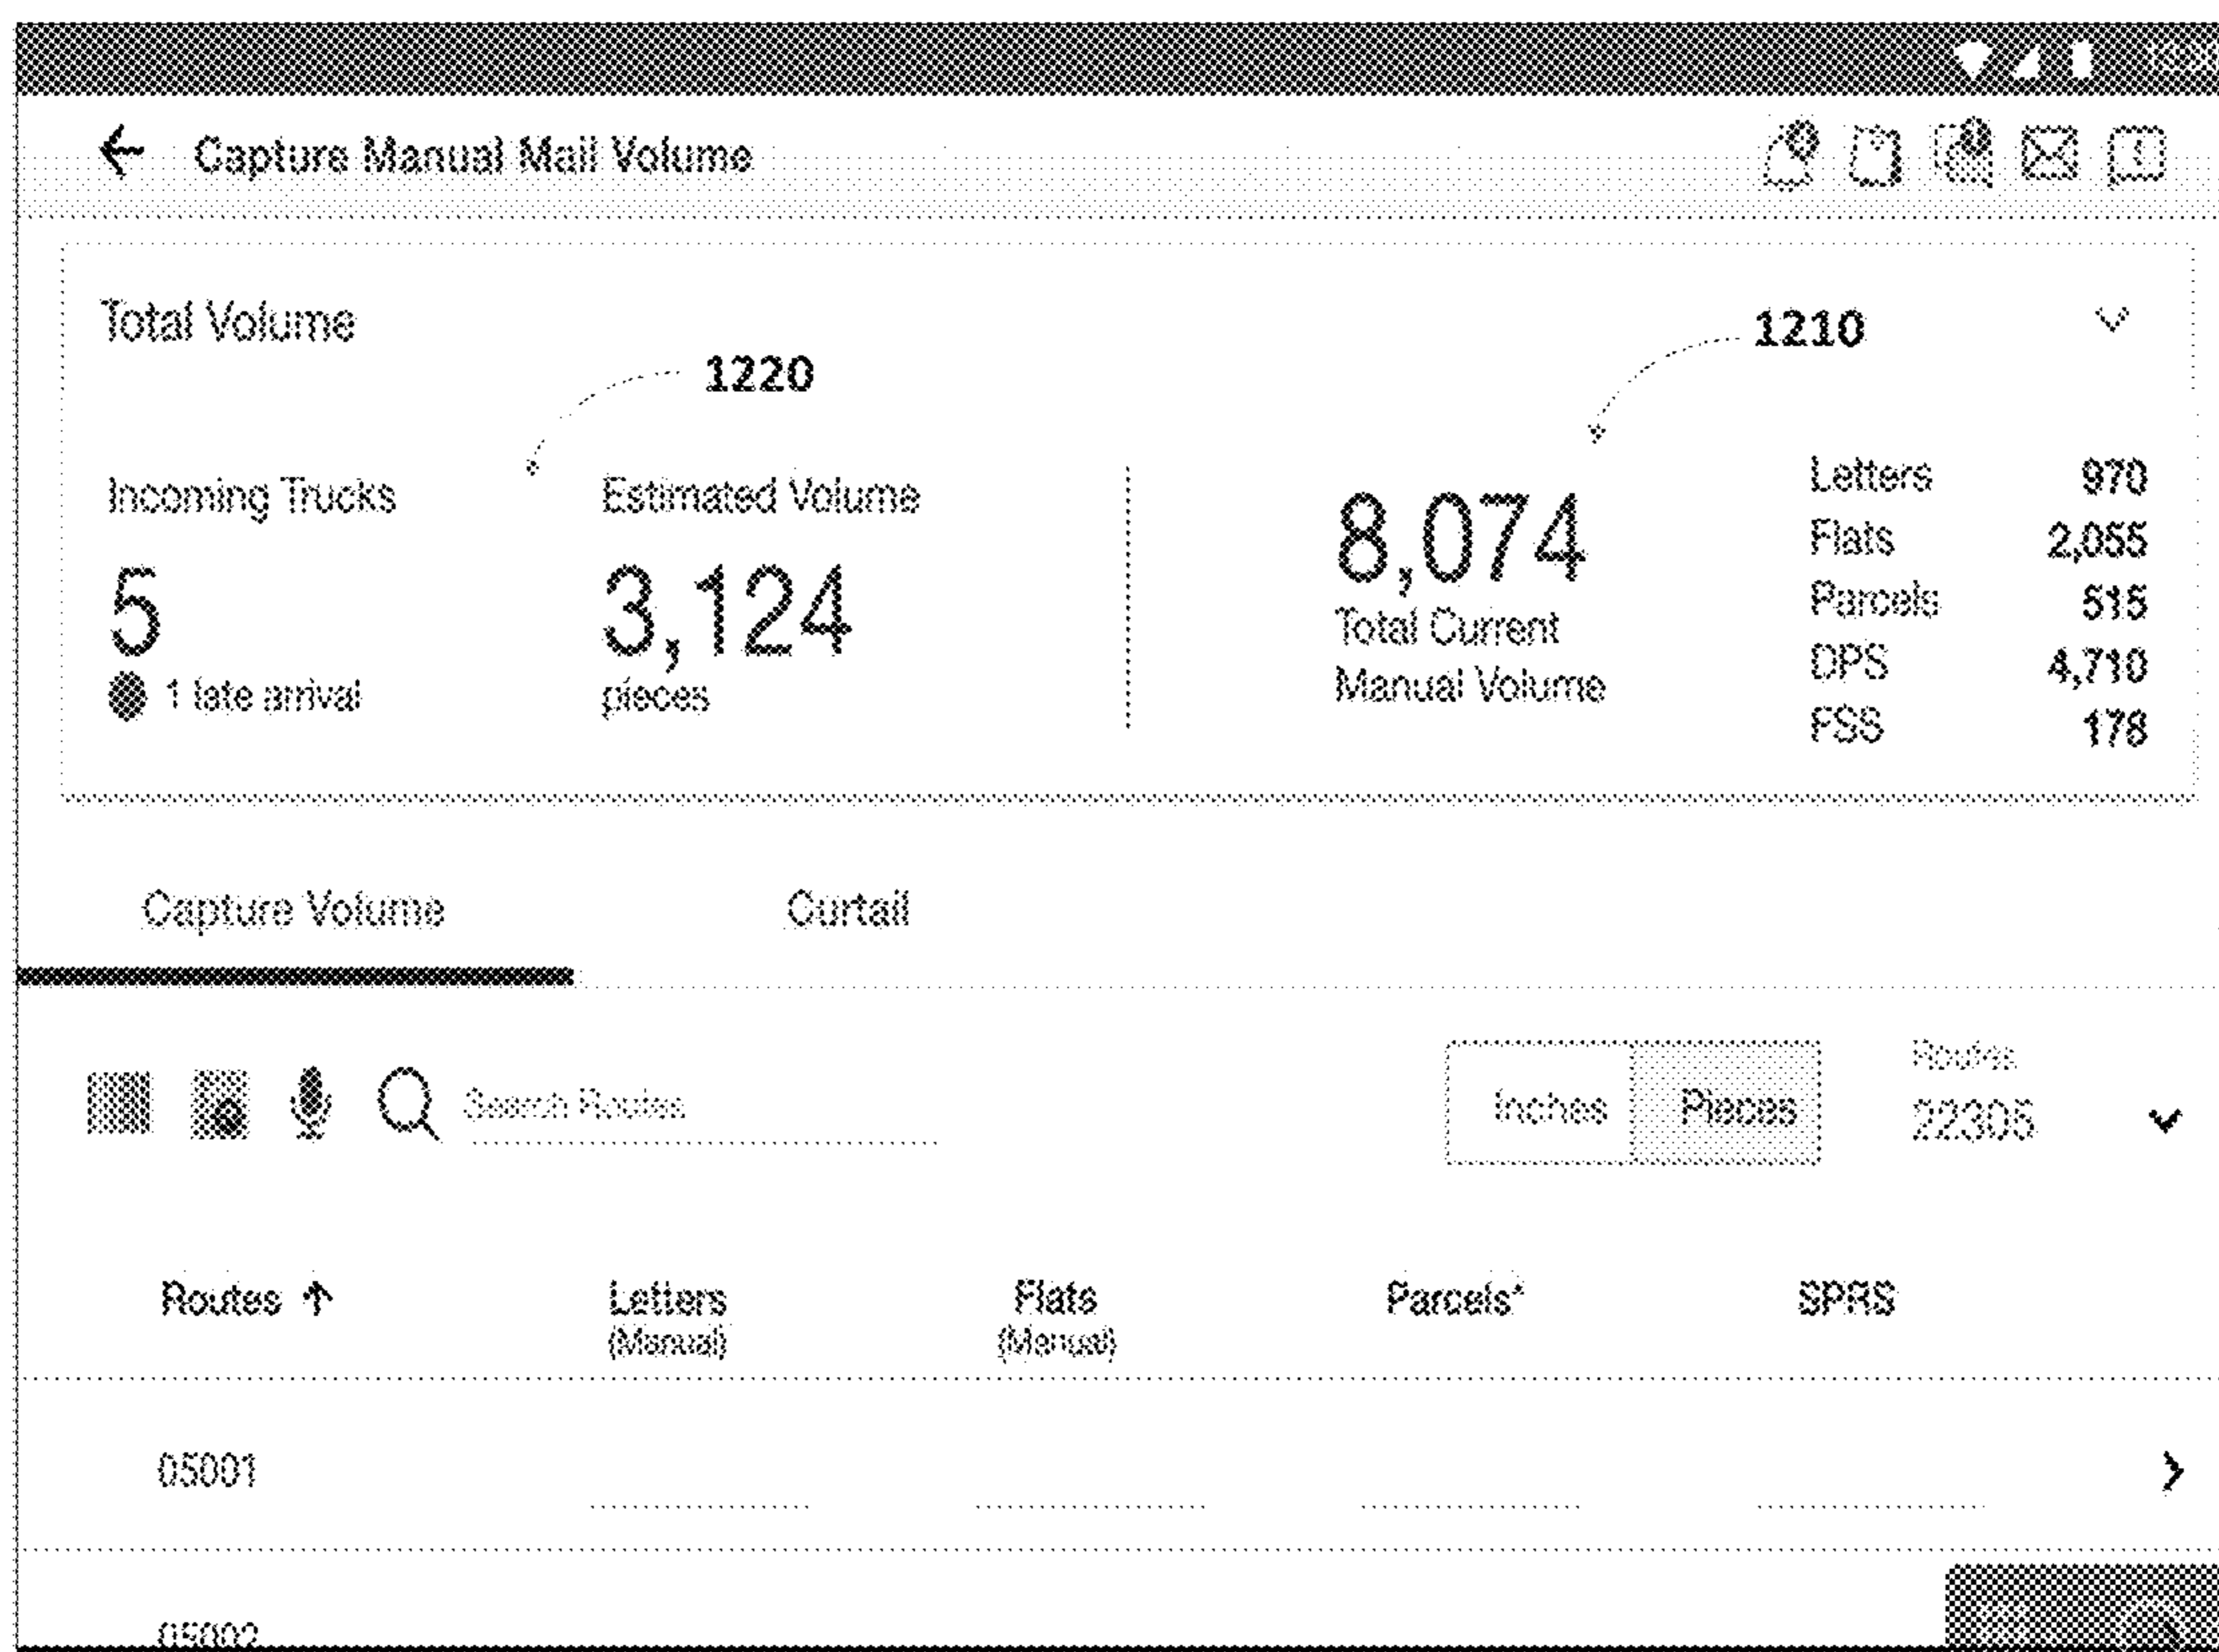 Capture Manual Mail Volume
Total Volume
1220
1210
Incoming Trucks
5
1 late arrival
Estimated Volume
3,124
pieces
8,074
Total Current
Manual Volume
Letters 970
Flats 2,055
Parcels 515
DPS 4,710
FSS 178
Capture Volume Curtail
Search Routes
Inches Pieces
Routes
22305
Routes ↑ Letters (Manual) Flats (Manual) Parcels* SPRS
05001
05002